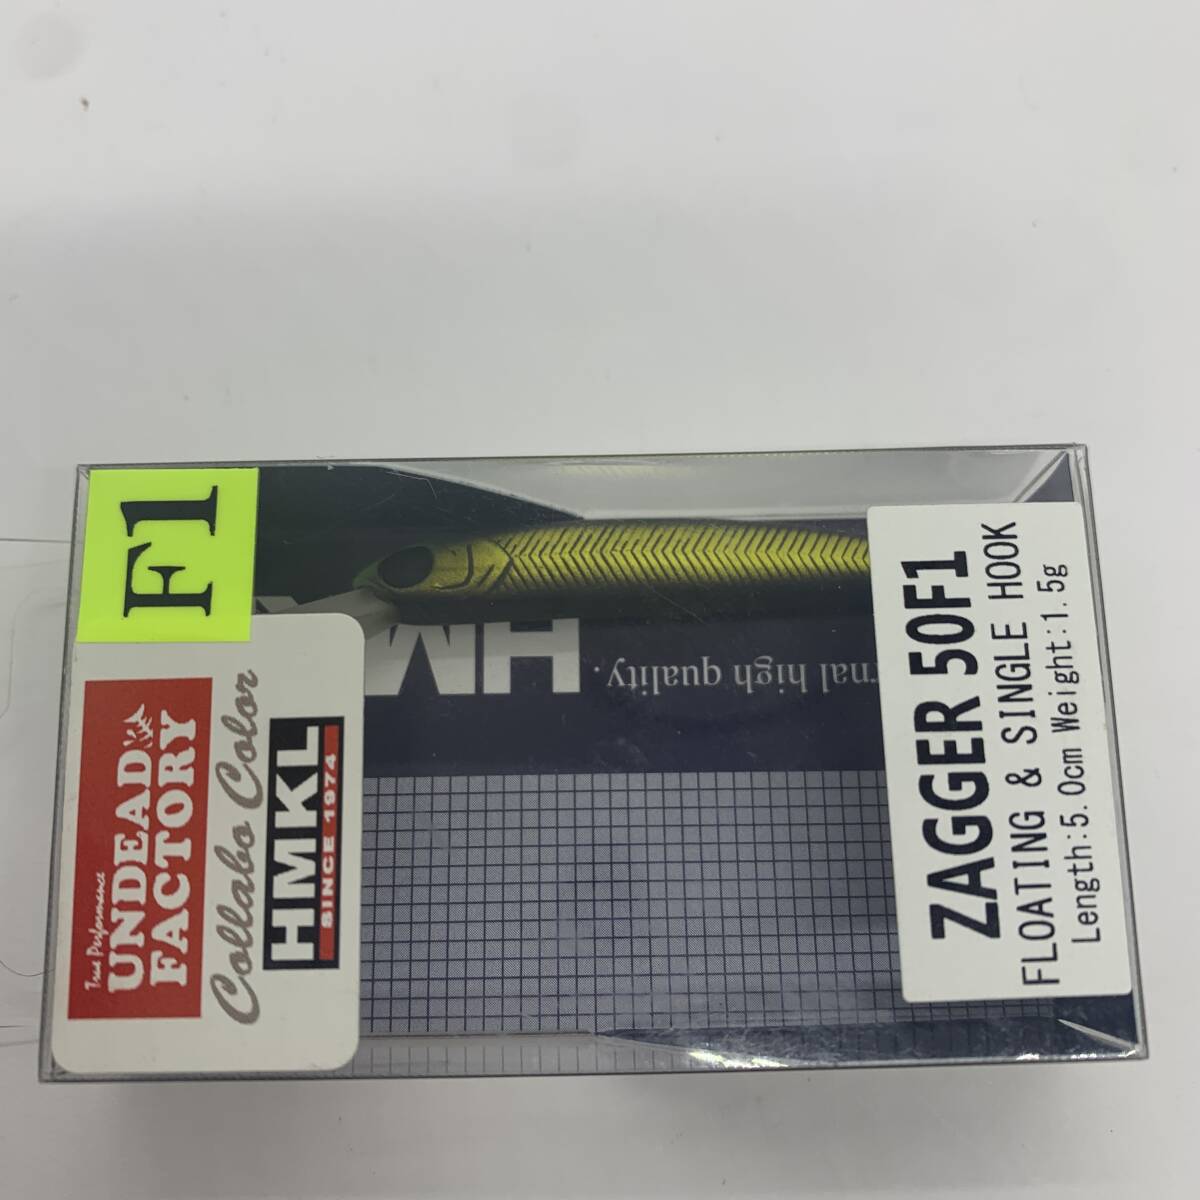 F1
True Performance
UNDEAD
FACTORY
Collabo Color
HMKL
SINCE 1974
HM
rnal high quality.
ZAGGER 50F1
FLOATING & SINGLE HOOK
Length:5.0cm Weight:1.5g